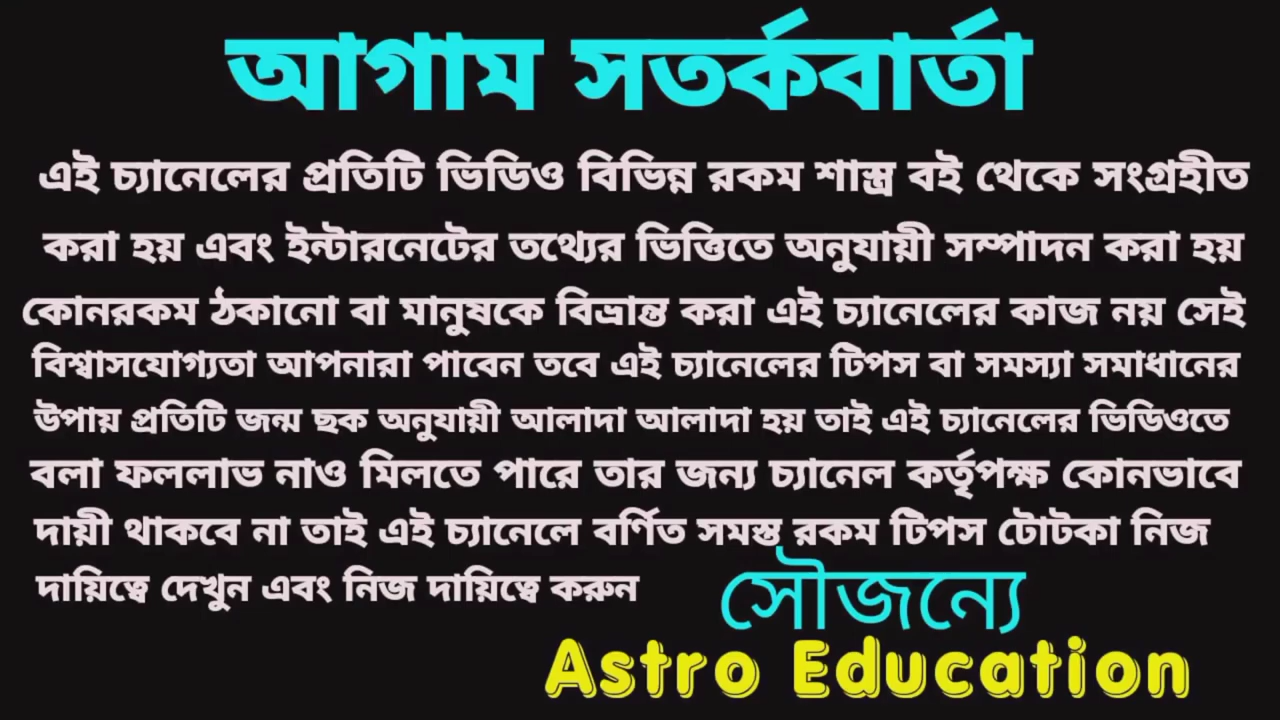 আগাম সতর্কবার্তা
এই চ্যানেলের প্রতিটি ভিডিও বিভিন্ন রকম শাস্ত্র বই থেকে সংগ্রহীত
করা হয় এবং ইন্টারনেটের তথ্যের ভিত্তিতে অনুযায়ী সম্পাদন করা হয়
কোনরকম ঠকানো বা মানুষকে বিভ্রান্ত করা এই চ্যানেলের কাজ নয় সেই
বিশ্বাসযোগ্যতা আপনারা পাবেন তবে এই চ্যানেলের টিপস বা সমস্যা সমাধানের
উপায় প্রতিটি জন্ম ছক অনুযায়ী আলাদা আলাদা হয় তাই এই চ্যানেলের ভিডিওতে
বলা ফললাভ নাও মিলতে পারে তার জন্য চ্যানেল কর্তৃপক্ষ কোনভাবে
দায়ী থাকবে না তাই এই চ্যানেলে বর্ণিত সমস্ত রকম টিপস টোটকা নিজ
দায়িত্বে দেখুন এবং নিজ দায়িত্বে করুন
সৌজন্যে
Astro Education